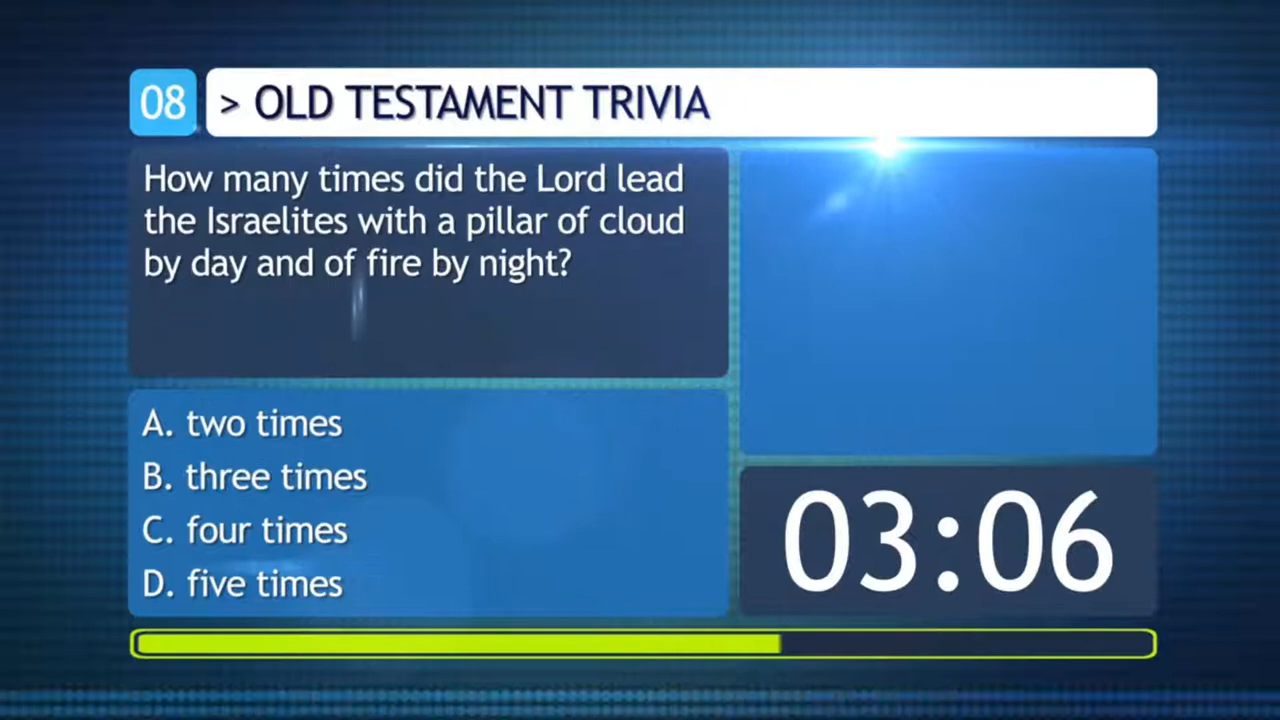 08 > OLD TESTAMENT TRIVIA
How many times did the Lord lead
the Israelites with a pillar of cloud
by day and of fire by night?
A. two times
B. three times
C. four times
D. five times
03:06